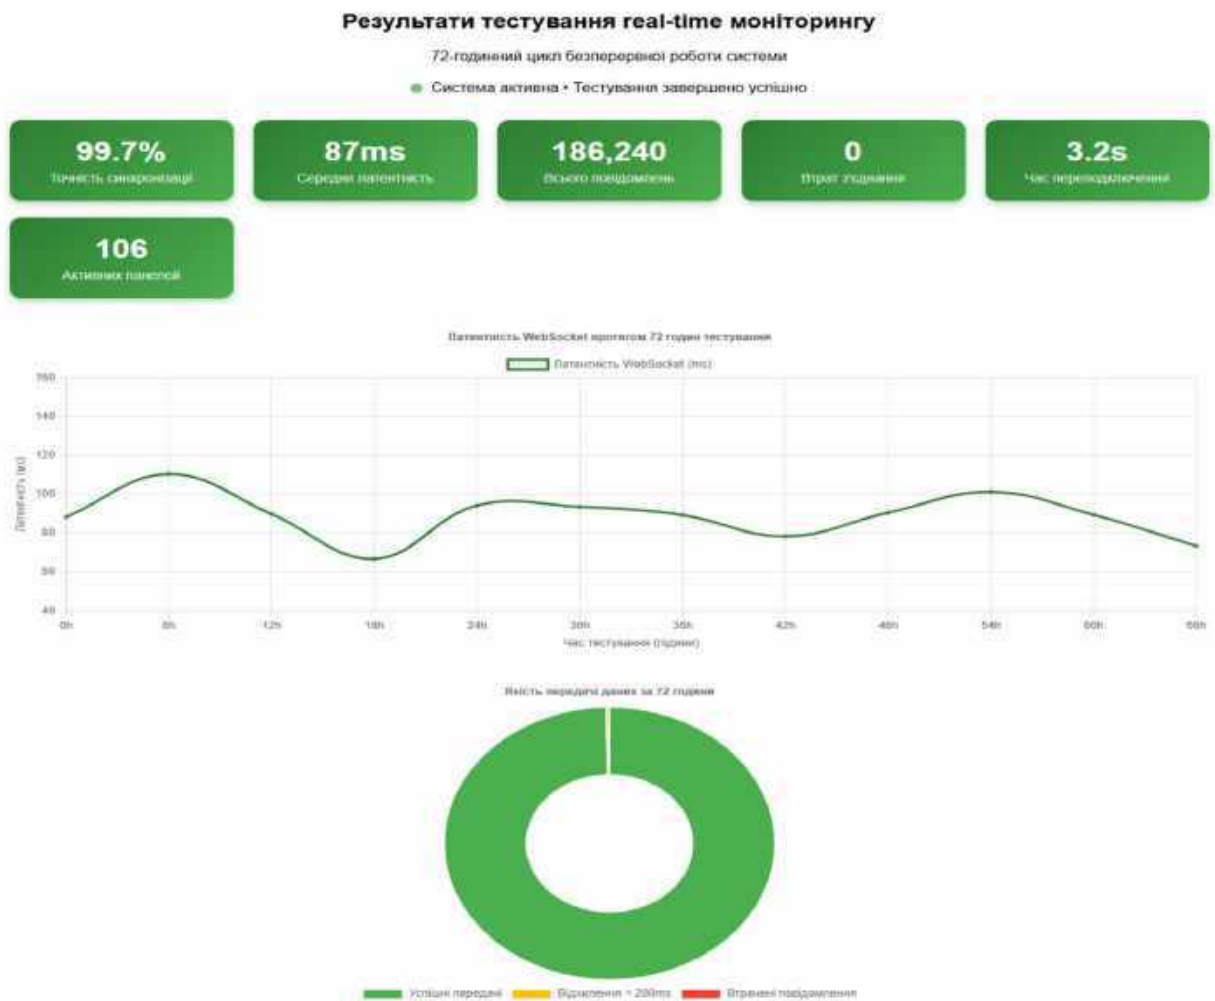 Результати тестування real-time моніторингу
72-годинний цикл безперервної роботи системи
Система активна • Тестування завершено успішно
99.7%
Точність синхронізації
87ms
Середня латентність
186,240
Всього повідомлень
0
Втрат з'єднання
3.2s
Час перепідключення
106
Активних панелей
Латентність WebSocket протягом 72 годин тестування
Латентність WebSocket (ms)
160
140
120
100
80
60
40
Латентність (ms)
0h 6h 12h 18h 24h 30h 36h 42h 48h 54h 60h 66h
Час тестування (години)
Якість передачі даних за 72 години
Успішні передачі Відхилення 200ms Втрачені повідомлення